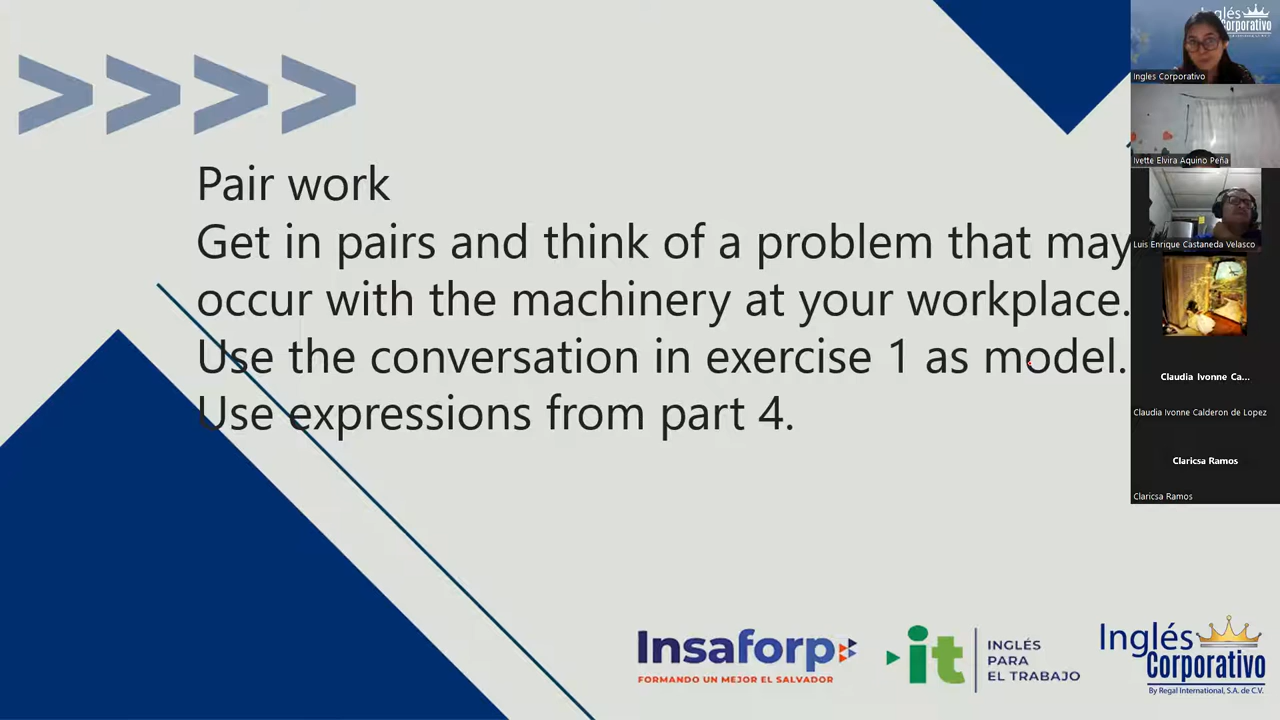 Pair work
Get in pairs and think of a problem that may
occur with the machinery at your workplace.
Use the conversation in exercise 1 as model.
Use expressions from part 4.
Inglés
Corporativo
Ingles Corporativo
Ivette Elvira Aquino Peña
Luis Enrique Castaneda Velasco
Claudia Ivonne Ca...
Claudia Ivonne Calderon de Lopez
Claricsa Ramos
Claricsa Ramos
Insaforp
FORMANDO UN MEJOR EL SALVADOR
it
INGLÉS
PARA
EL TRABAJO
Inglés
Corporativo
By Regal International, S.A. de C.V.